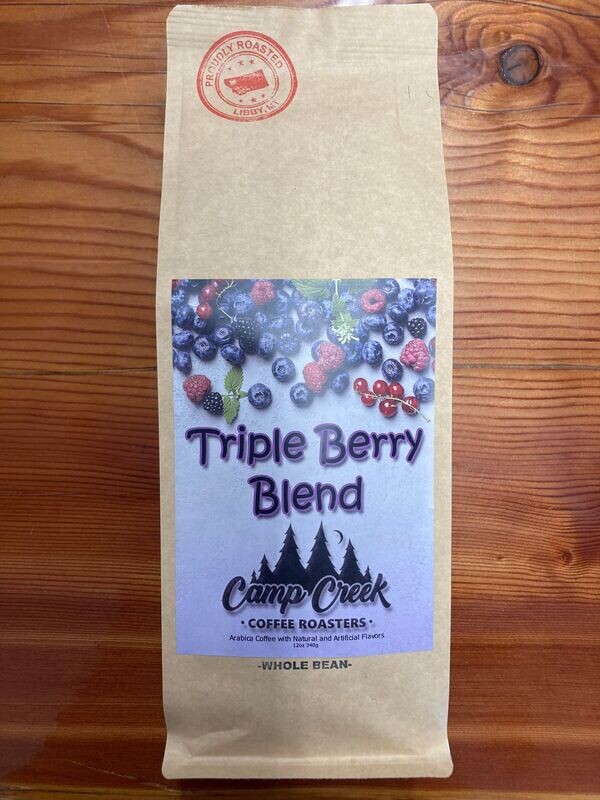 PROUDLY ROASTED
LIBBY, MT
Triple Berry
Blend
Camp Creek
• COFFEE ROASTERS •
Arabica Coffee with Natural and Artificial Flavors
12oz 340g
-WHOLE BEAN-